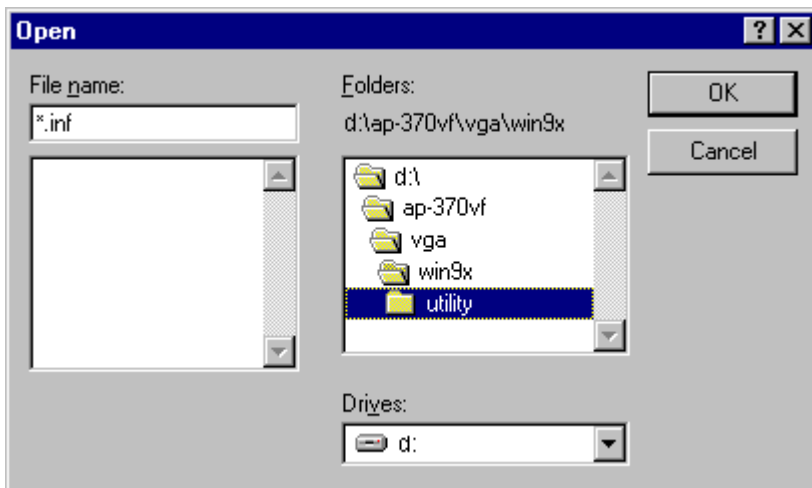 Open
File name:
*.inf
Folders:
d:\ap-370vf\vga\win9x
d:\
ap-370vf
vga
win9x
utility
Drives:
d:
OK
Cancel